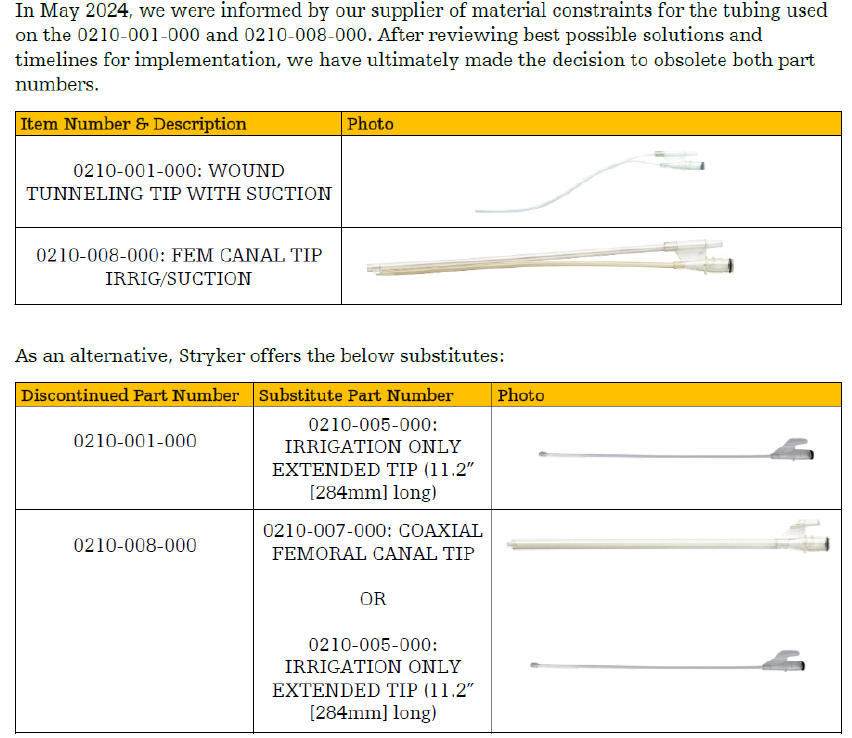 In May 2024, we were informed by our supplier of material constraints for the tubing used
on the 0210-001-000 and 0210-008-000. After reviewing best possible solutions and
timelines for implementation, we have ultimately made the decision to obsolete both part
numbers.
Item Number & Description
Photo
0210-001-000: WOUND
TUNNELING TIP WITH SUCTION
0210-008-000: FEM CANAL TIP
IRRIG/SUCTION
As an alternative, Stryker offers the below substitutes:
Discontinued Part Number
Substitute Part Number
Photo
0210-001-000
0210-005-000:
IRRIGATION ONLY
EXTENDED TIP (11.2″
[284mm] long)
0210-008-000
0210-007-000: COAXIAL
FEMORAL CANAL TIP
OR
0210-005-000:
IRRIGATION ONLY
EXTENDED TIP (11.2″
[284mm] long)